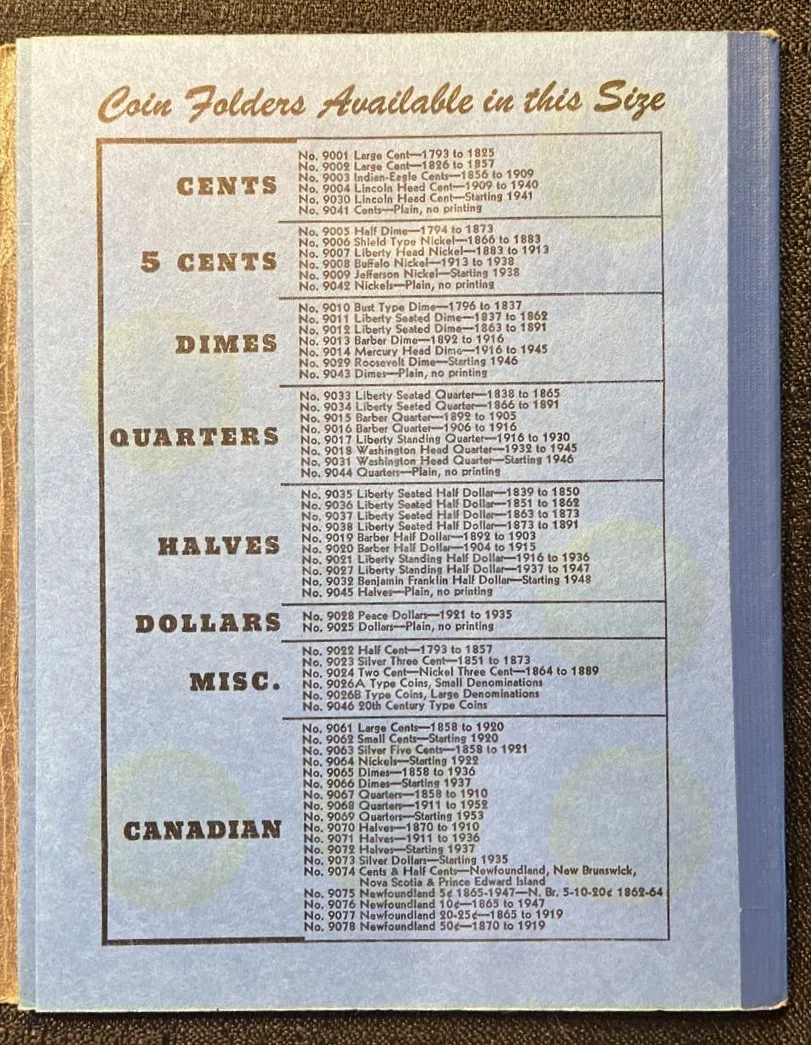 Coin Folders Available in this Size
CENTS
No. 9001 Large Cent—1793 to 1825
No. 9002 Large Cent—1826 to 1857
No. 9003 Indian-Eagle Cents—1856 to 1909
No. 9004 Lincoln Head Cent—1909 to 1940
No. 9030 Lincoln Head Cent—Starting 1941
No. 9041 Cents—Plain, no printing
5 CENTS
No. 9005 Half Dime—1794 to 1873
No. 9006 Shield Type Nickel—1866 to 1883
No. 9007 Liberty Head Nickel—1883 to 1913
No. 9008 Buffalo Nickel—1913 to 1938
No. 9009 Jefferson Nickel—Starting 1938
No. 9042 Nickels—Plain, no printing
DIMES
No. 9010 Bust Type Dime—1796 to 1837
No. 9011 Liberty Seated Dime—1837 to 1862
No. 9012 Liberty Seated Dime—1863 to 1891
No. 9013 Barber Dime—1892 to 1916
No. 9014 Mercury Head Dime—1916 to 1945
No. 9029 Roosevelt Dime—Starting 1946
No. 9043 Dimes—Plain, no printing
QUARTERS
No. 9033 Liberty Seated Quarter—1838 to 1865
No. 9034 Liberty Seated Quarter—1866 to 1891
No. 9015 Barber Quarter—1892 to 1905
No. 9016 Barber Quarter—1906 to 1916
No. 9017 Liberty Standing Quarter—1916 to 1930
No. 9018 Washington Head Quarter—1932 to 1945
No. 9031 Washington Head Quarter—Starting 1946
No. 9044 Quarters—Plain, no printing
HALVES
No. 9035 Liberty Seated Half Dollar—1839 to 1850
No. 9036 Liberty Seated Half Dollar—1851 to 1862
No. 9037 Liberty Seated Half Dollar—1863 to 1873
No. 9038 Liberty Seated Half Dollar—1873 to 1891
No. 9019 Barber Half Dollar—1892 to 1903
No. 9020 Barber Half Dollar—1904 to 1915
No. 9021 Liberty Standing Half Dollar—1916 to 1936
No. 9027 Liberty Standing Half Dollar—1937 to 1947
No. 9032 Benjamin Franklin Half Dollar—Starting 1948
No. 9045 Halves—Plain, no printing
DOLLARS
No. 9028 Peace Dollars—1921 to 1935
No. 9025 Dollars—Plain, no printing
MISC.
No. 9022 Half Cent—1793 to 1857
No. 9023 Silver Three Cent—1851 to 1873
No. 9024 Two Cent—Nickel Three Cent—1864 to 1889
No. 9026A Type Coins, Small Denominations
No. 9026B Type Coins, Large Denominations
No. 9046 20th Century Type Coins
CANADIAN
No. 9061 Large Cents—1858 to 1920
No. 9062 Small Cents—Starting 1920
No. 9063 Silver Five Cents—1858 to 1921
No. 9064 Nickels—Starting 1922
No. 9065 Dimes—1858 to 1936
No. 9066 Dimes—Starting 1937
No. 9067 Quarters—1858 to 1910
No. 9068 Quarters—1911 to 1952
No. 9069 Quarters—Starting 1953
No. 9070 Halves—1870 to 1910
No. 9071 Halves—1911 to 1936
No. 9072 Halves—Starting 1937
No. 9073 Silver Dollars—Starting 1935
No. 9074 Cents & Half Cents—Newfoundland, New Brunswick,
Nova Scotia & Prince Edward Island
No. 9075 Newfoundland 5¢ 1865-1947—N. Br. 5-10-20¢ 1862-64
No. 9076 Newfoundland 10¢—1865 to 1947
No. 9077 Newfoundland 20-25¢—1865 to 1919
No. 9078 Newfoundland 50¢—1870 to 1919